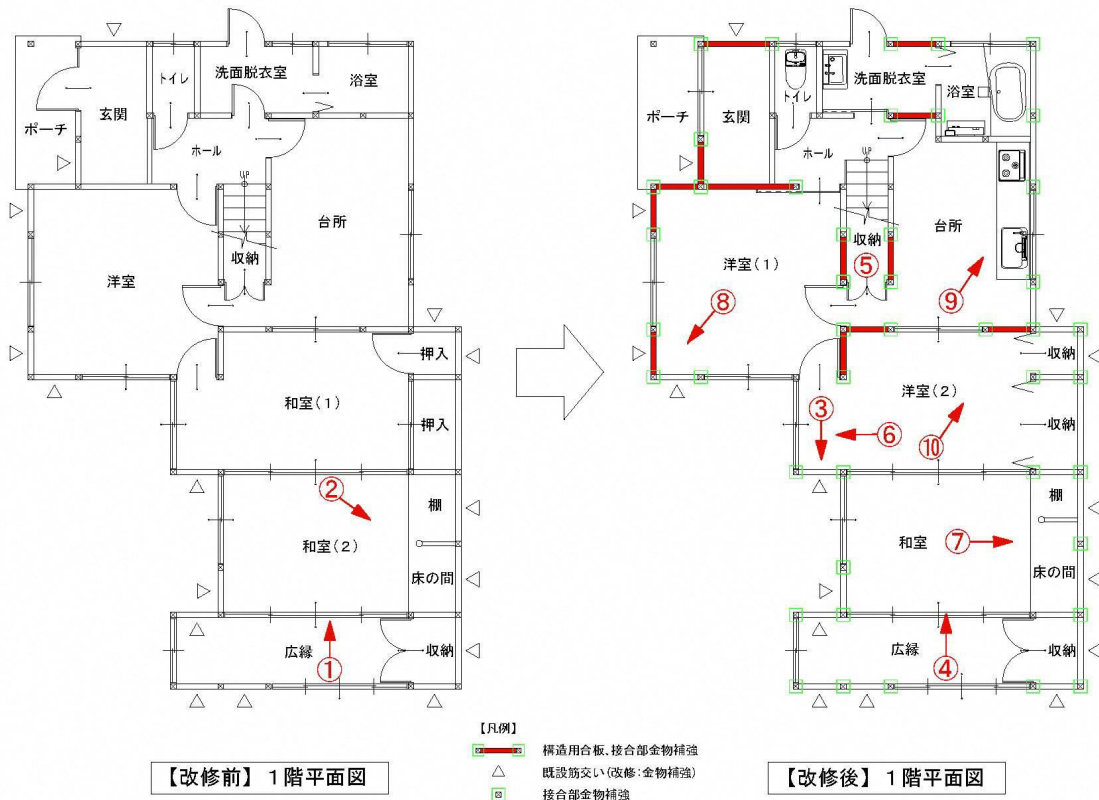 トイレ
洗面脱衣室
浴室
ポーチ
玄関
ホール
UP
台所
収納
洋室
押入
和室(1)
押入
②
棚
和室(2)
床の間
広縁
収納
①
【改修前】 1階平面図
トイレ
洗面脱衣室
浴室
ポーチ
玄関
ホール
UP
台所
収納
洋室(1)
⑤
⑧
⑨
収納
洋室(2)
③
⑥
⑩
収納
棚
和室
⑦
床の間
広縁
④
収納
【凡例】
構造用合板、接合部金物補強
既設筋交い(改修:金物補強)
接合部金物補強
【改修後】 1階平面図